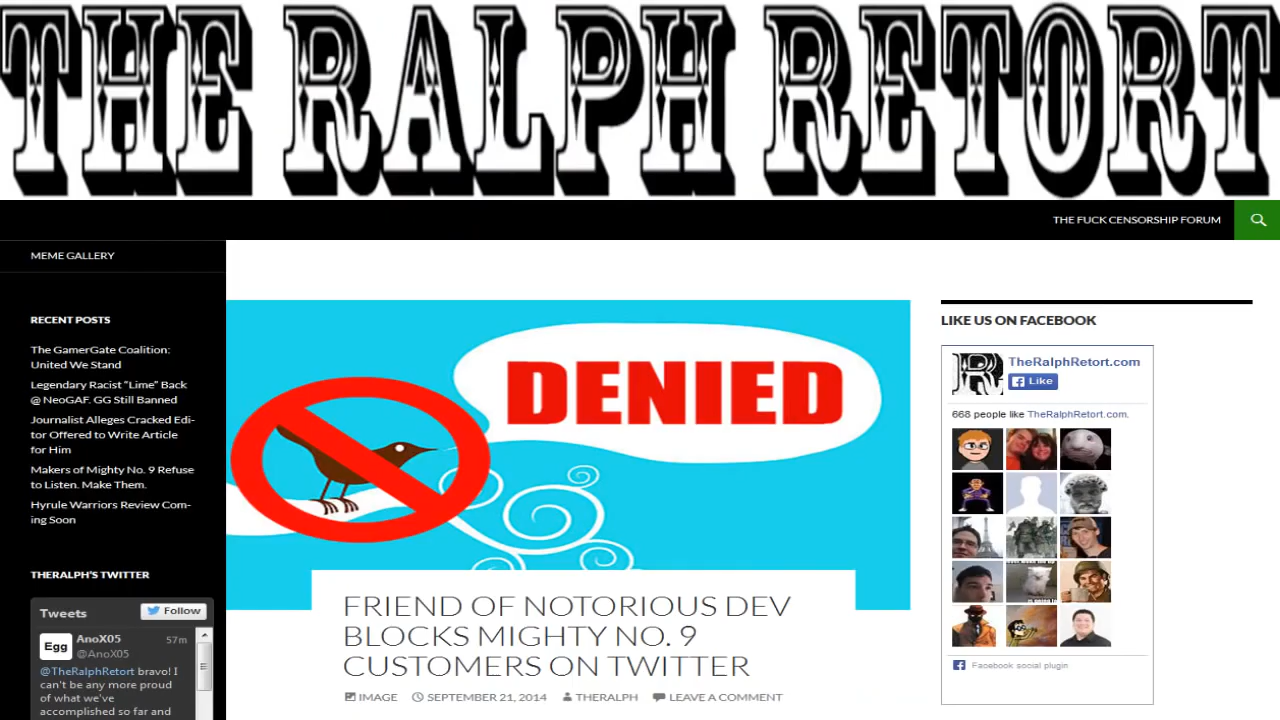 THE RALPH RETORT
THE FUCK CENSORSHIP FORUM
MEME GALLERY
RECENT POSTS
The GamerGate Coalition:
United We Stand
Legendary Racist "Lime" Back
@ NeoGAF. GG Still Banned
Journalist Alleges Cracked Edi-
tor Offered to Write Article
for Him
Makers of Mighty No. 9 Refuse
to Listen. Make Them.
Hyrule Warriors Review Com-
ing Soon
THERALPH'S TWITTER
Tweets
Follow
Egg
AnoX05
57m
@AnoX05
@TheRalphRetort bravo! I
can't be any more proud
of what we've
accomplished so far and
DENIED
FRIEND OF NOTORIOUS DEV
BLOCKS MIGHTY NO. 9
CUSTOMERS ON TWITTER
IMAGE SEPTEMBER 21, 2014 THERALPH LEAVE A COMMENT
LIKE US ON FACEBOOK
TheRalphRetort.com
Like
668 people like TheRalphRetort.com.
Facebook social plugin